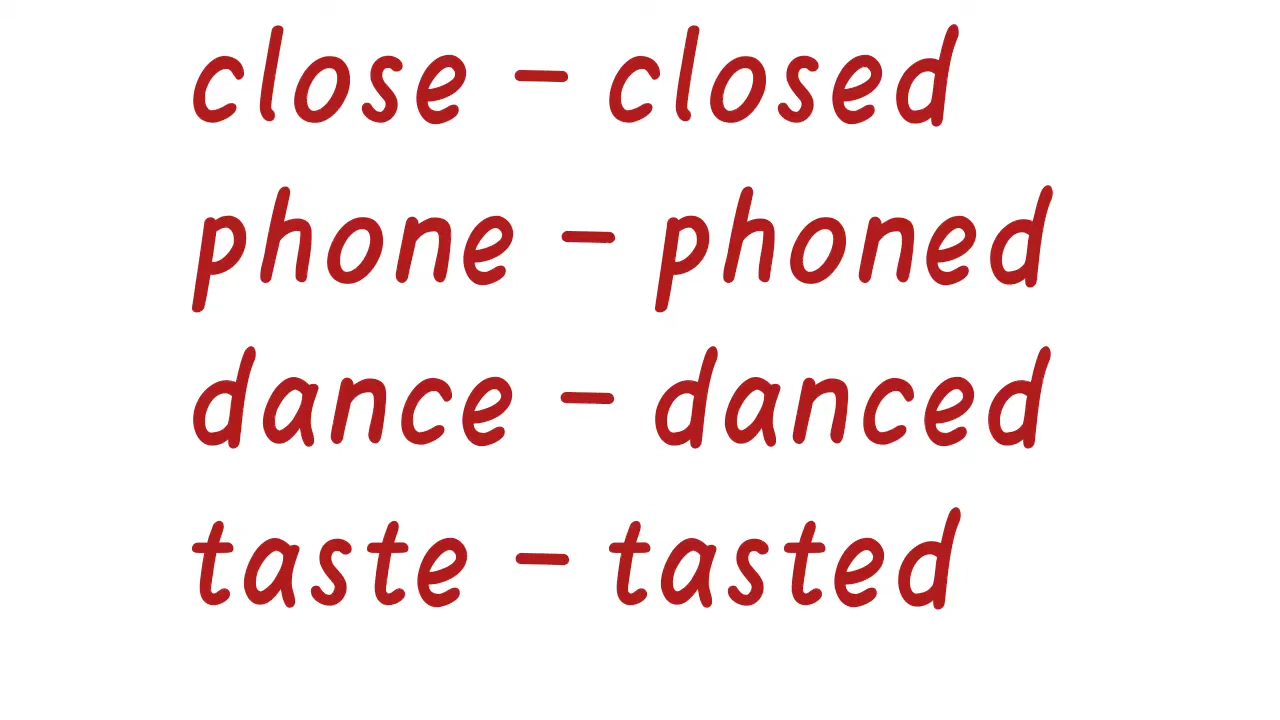 close - closed
phone - phoned
dance - danced
taste - tasted